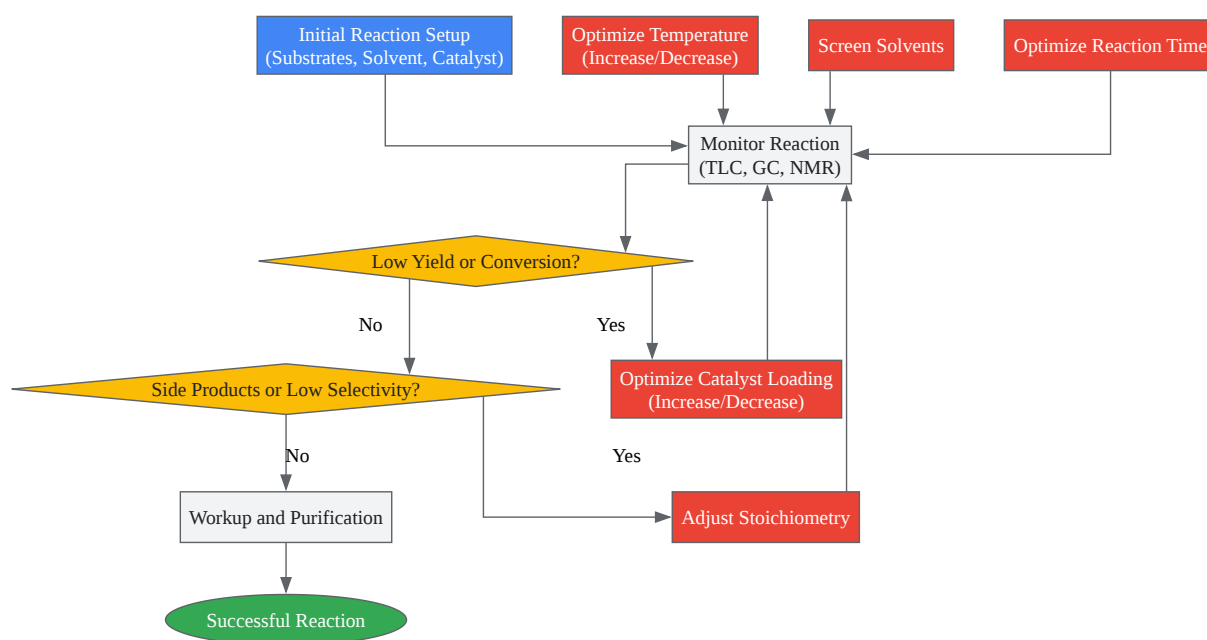 Initial Reaction Setup
(Substrates, Solvent, Catalyst)
Optimize Temperature
(Increase/Decrease)
Screen Solvents
Optimize Reaction Time
Monitor Reaction
(TLC, GC, NMR)
Low Yield or Conversion?
No
Yes
Optimize Catalyst Loading
(Increase/Decrease)
Side Products or Low Selectivity?
No
Yes
Workup and Purification
Adjust Stoichiometry
Successful Reaction